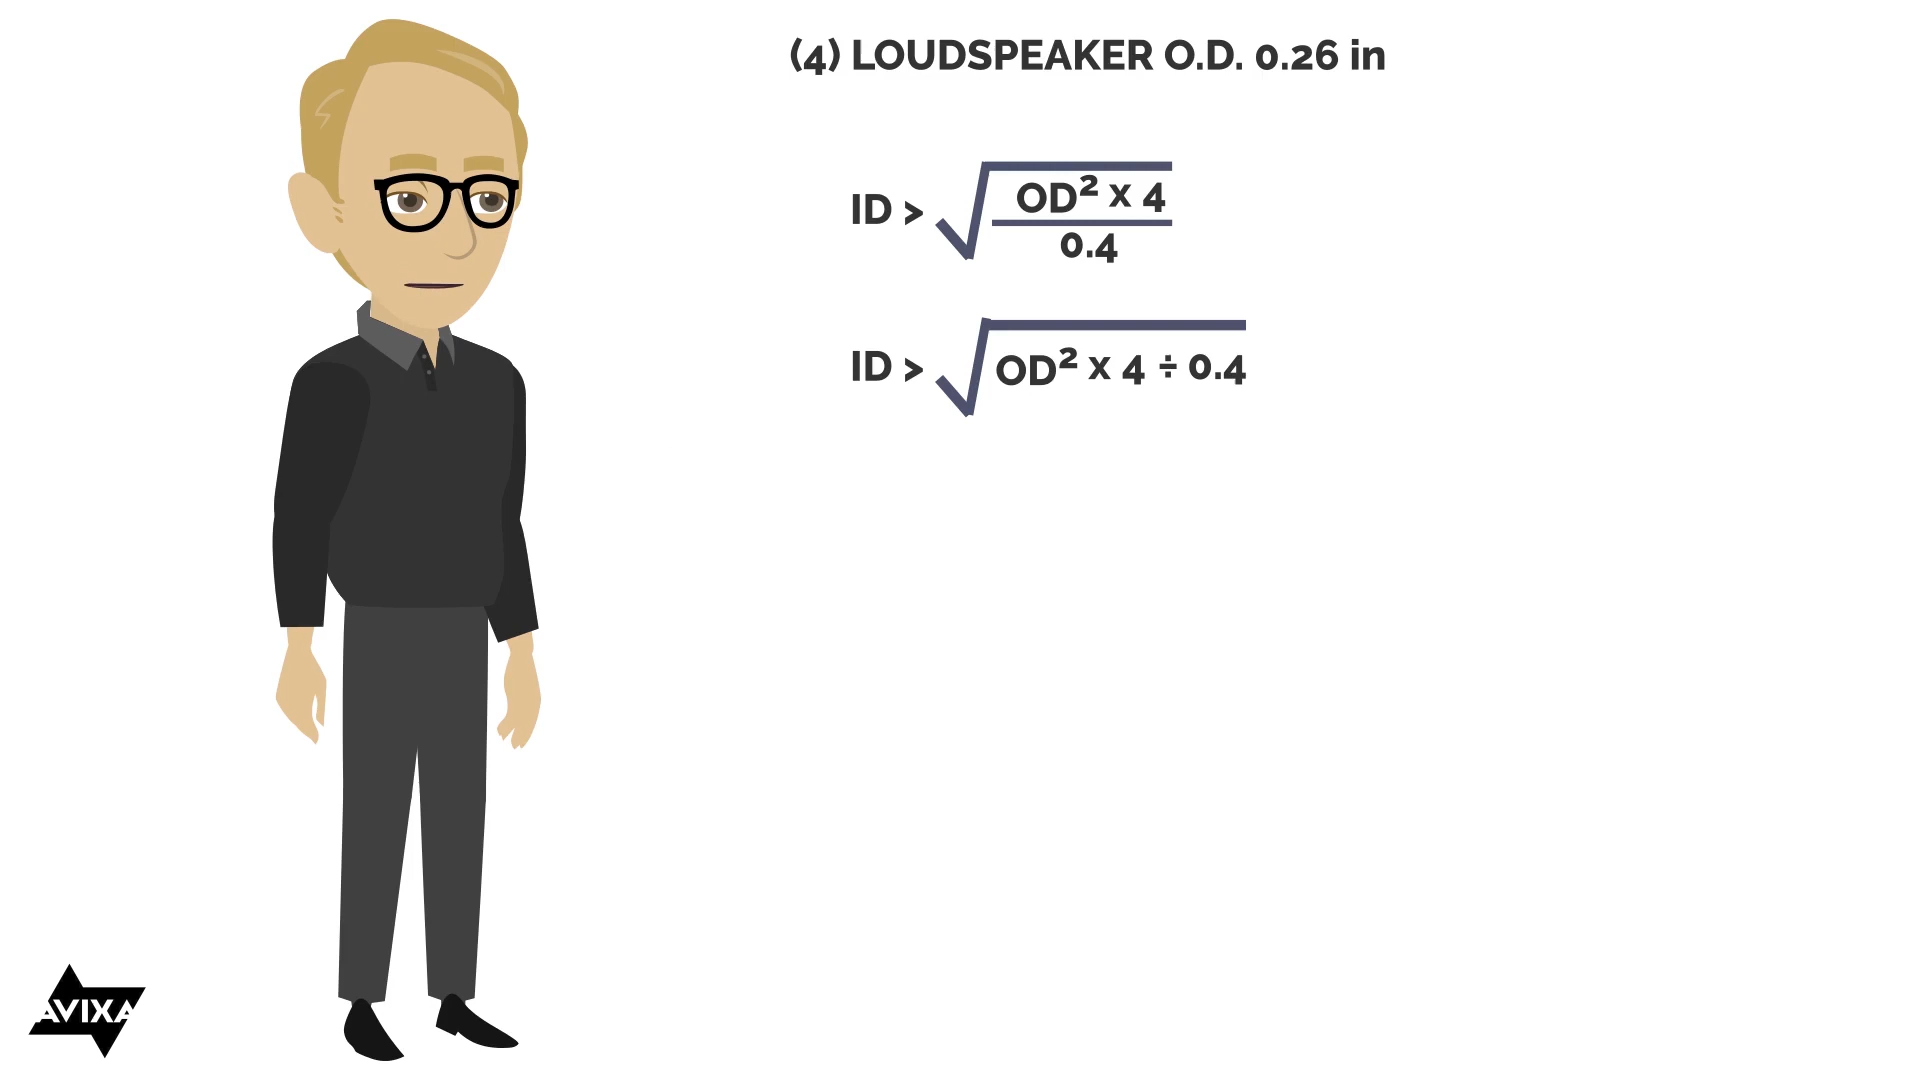 (4) LOUDSPEAKER O.D. 0.26 in
ID > √ OD² x 4
0.4
ID > √ OD² x 4 ÷ 0.4
AVIXA